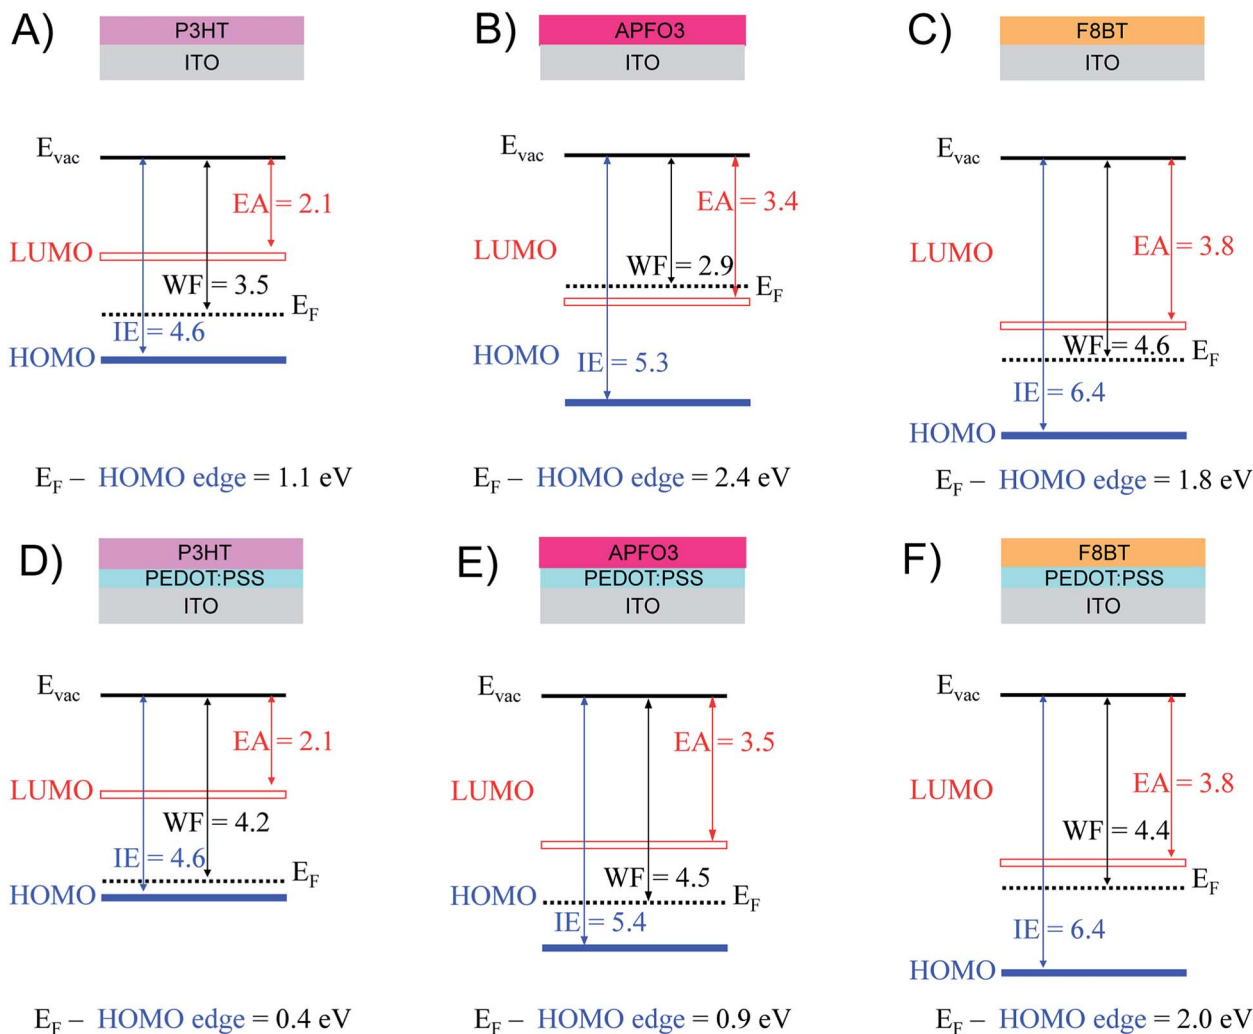 A)
P3HT
ITO
E_vac
EA = 2.1
LUMO
WF = 3.5
E_F
IE = 4.6
HOMO
E_F – HOMO edge = 1.1 eV
B)
APFO3
ITO
E_vac
EA = 3.4
LUMO
WF = 2.9
E_F
HOMO
IE = 5.3
E_F – HOMO edge = 2.4 eV
C)
F8BT
ITO
E_vac
LUMO
EA = 3.8
WF = 4.6
E_F
IE = 6.4
HOMO
E_F – HOMO edge = 1.8 eV
D)
P3HT
PEDOT:PSS
ITO
E_vac
EA = 2.1
LUMO
WF = 4.2
IE = 4.6
E_F
HOMO
E_F – HOMO edge = 0.4 eV
E)
APFO3
PEDOT:PSS
ITO
E_vac
EA = 3.5
LUMO
WF = 4.5
HOMO
E_F
IE = 5.4
E_F – HOMO edge = 0.9 eV
F)
F8BT
PEDOT:PSS
ITO
E_vac
EA = 3.8
LUMO
WF = 4.4
E_F
IE = 6.4
HOMO
E_F – HOMO edge = 2.0 eV